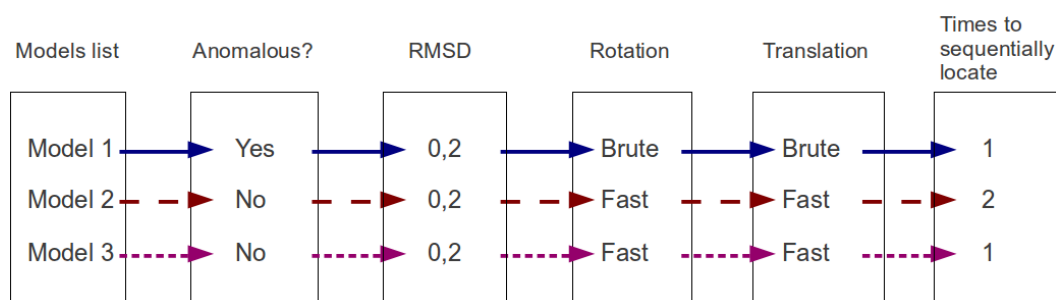 Models list Anomalous? RMSD Rotation Translation Times to
sequentially
locate
Model 1 Yes 0,2 Brute Brute 1
Model 2 No 0,2 Fast Fast 2
Model 3 No 0,2 Fast Fast 1